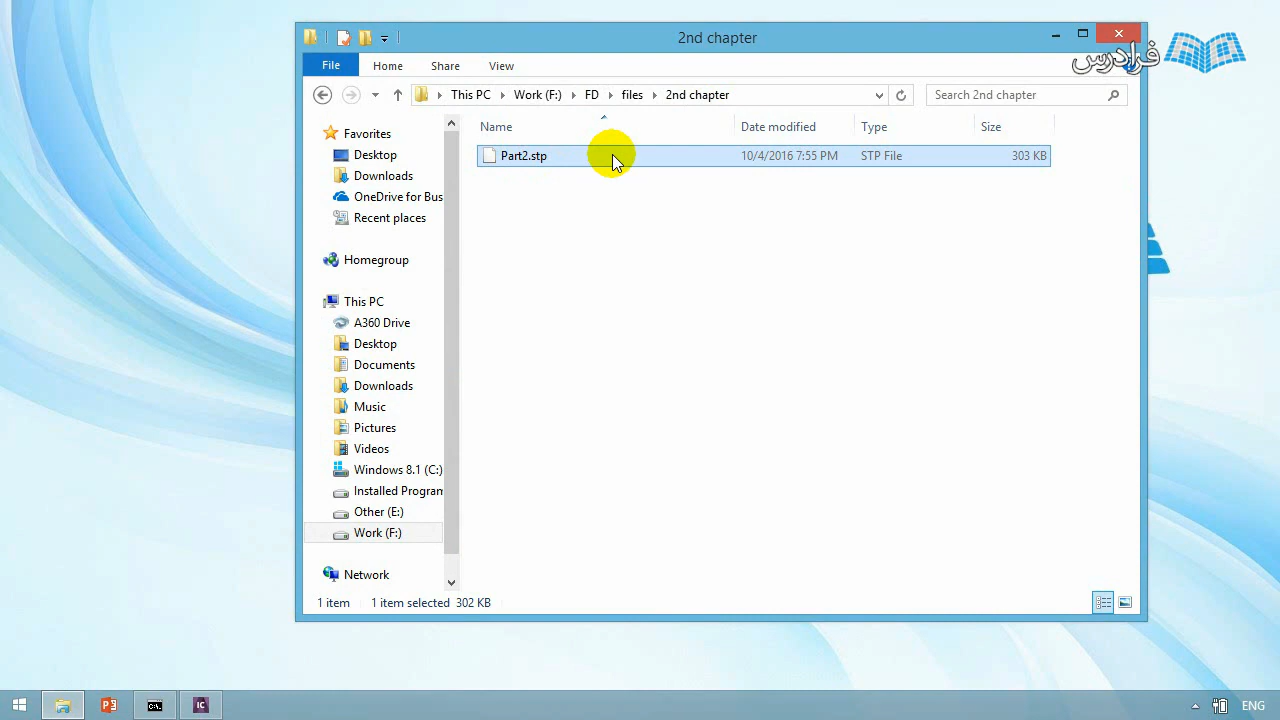 2nd chapter
فرادرس
File Home Share View
This PC Work (F:) FD files 2nd chapter Search 2nd chapter
Name Date modified Type Size
Part2.stp 10/4/2016 7:55 PM STP File 303 KB
Favorites
Desktop
Downloads
OneDrive for Bus
Recent places
Homegroup
This PC
A360 Drive
Desktop
Documents
Downloads
Music
Pictures
Videos
Windows 8.1 (C:)
Installed Program
Other (E:)
Work (F:)
Network
1 item 1 item selected 302 KB
C:\. IC ENG